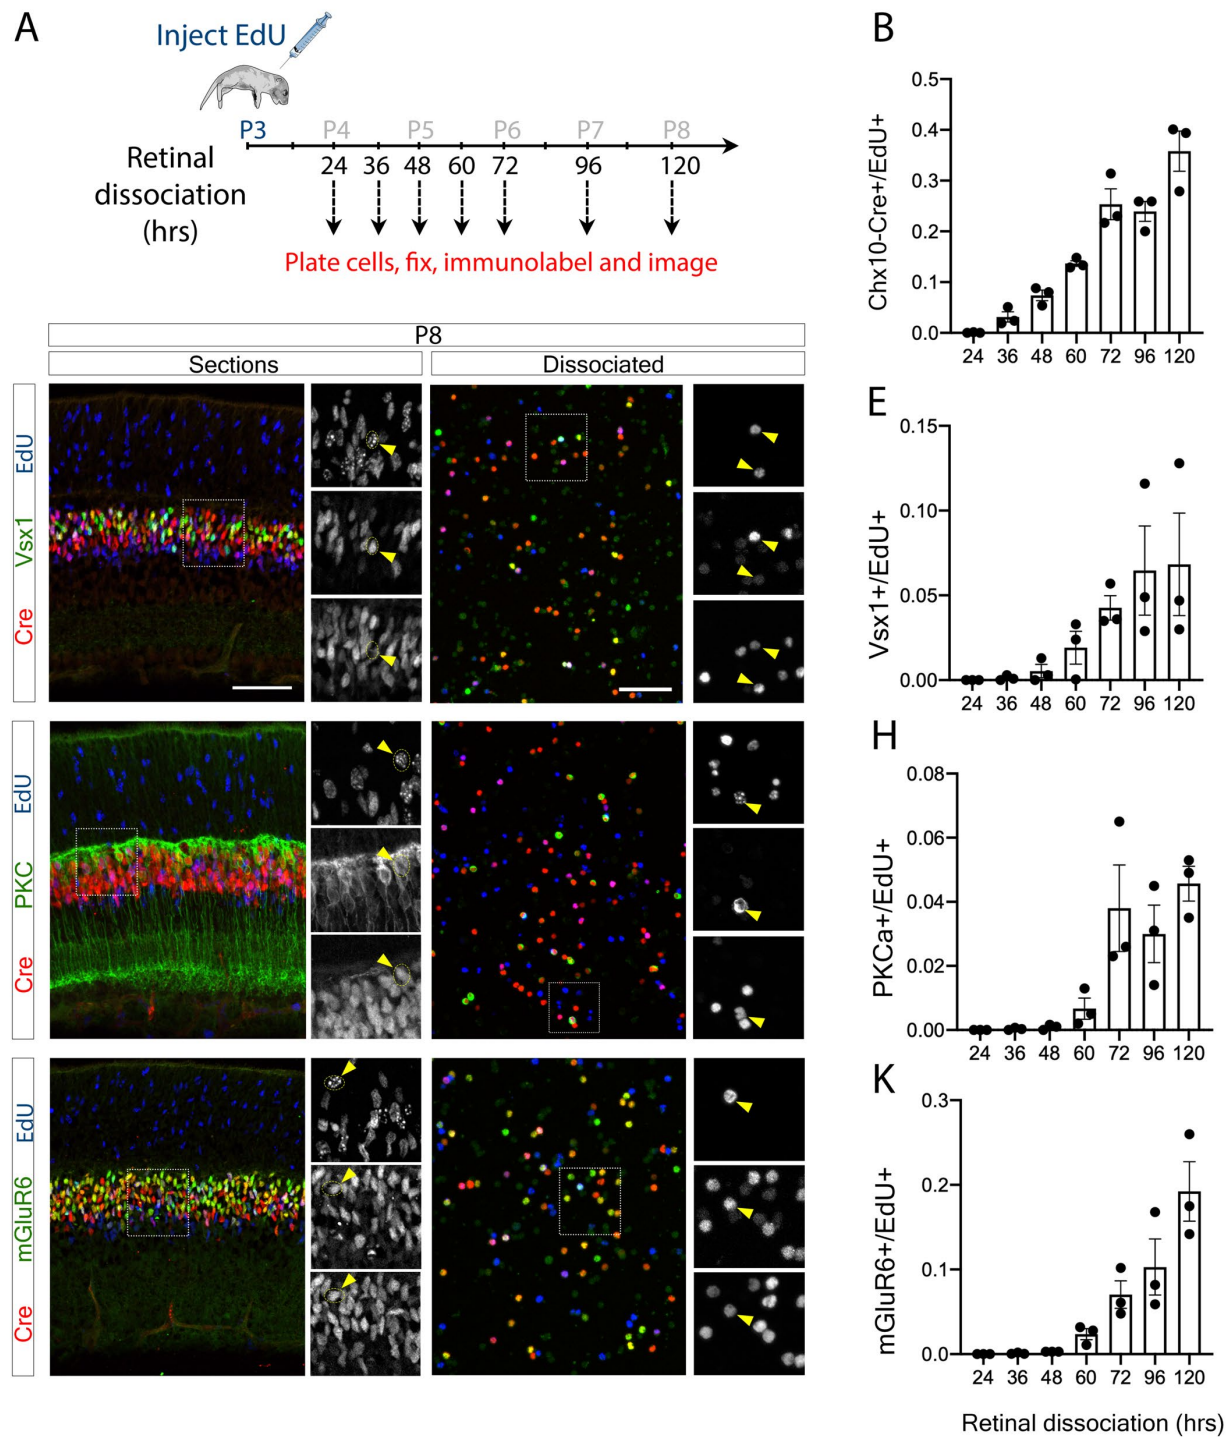 A
Inject EdU
P3 P4 P5 P6 P7 P8
Retinal
dissociation
(hrs)
24 36 48 60 72 96 120
Plate cells, fix, immunolabel and image
P8
Sections Dissociated
Cre Vsx1 EdU
Cre PKC EdU
Cre mGluR6 EdU
B
Chx10-Cre+/EdU+
0.5
0.4
0.3
0.2
0.1
0.0
24 36 48 60 72 96 120
E
Vsx1+/EdU+
0.15
0.10
0.05
0.00
24 36 48 60 72 96 120
H
PKCa+/EdU+
0.08
0.06
0.04
0.02
0.00
24 36 48 60 72 96 120
K
mGluR6+/EdU+
0.3
0.2
0.1
0.0
24 36 48 60 72 96 120
Retinal dissociation (hrs)